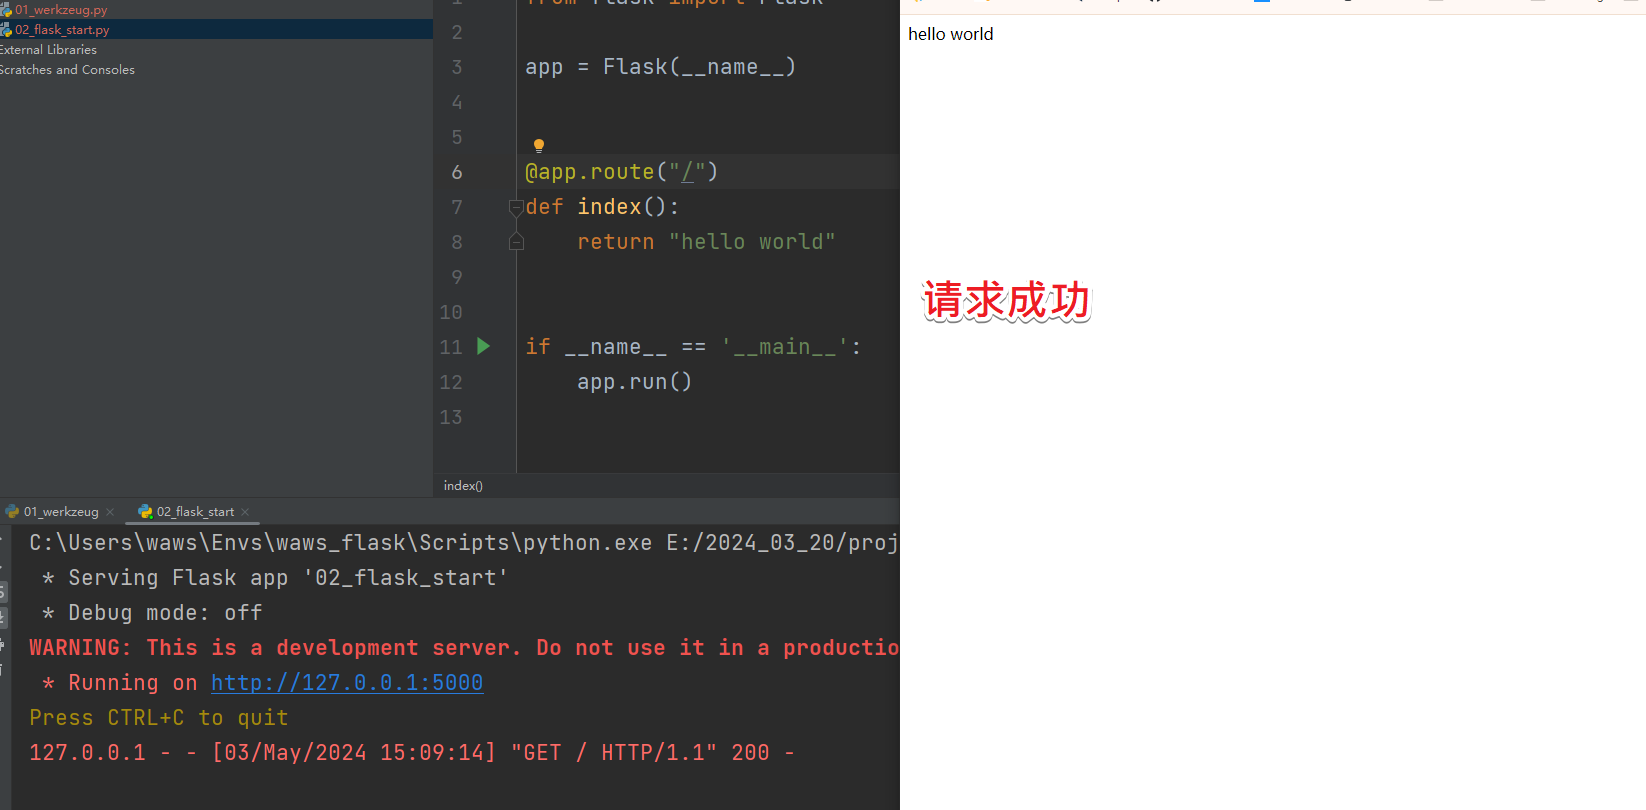 01_werkzeug.py
02_flask_start.py
External Libraries
Scratches and Consoles
from flask import Flask
2
3 app = Flask(__name__)
4
5
6 @app.route("/")
7 def index():
8 return "hello world"
9
10
11 if __name__ == '__main__':
12 app.run()
13
index()
hello world
请求成功
01_werkzeug
02_flask_start
C:\Users\waws\Envs\waws_flask\Scripts\python.exe E:/2024_03_20/proj
* Serving Flask app '02_flask_start'
* Debug mode: off
WARNING: This is a development server. Do not use it in a productio
* Running on http://127.0.0.1:5000
Press CTRL+C to quit
127.0.0.1 - - [03/May/2024 15:09:14] "GET / HTTP/1.1" 200 -